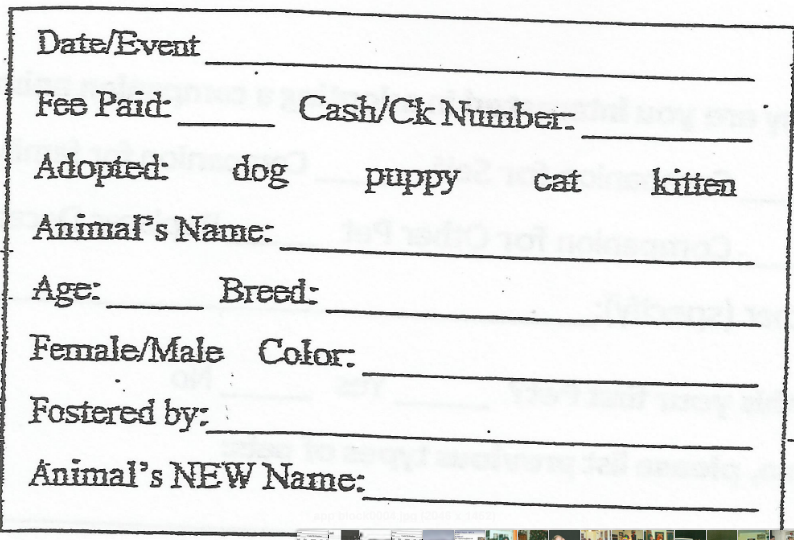 Date/Event
Fee Paid: Cash/Ck Number:
Adopted: dog puppy cat kitten
Animal's Name:
Age: Breed:
Female/Male Color:
Fostered by:
Animal's NEW Name: